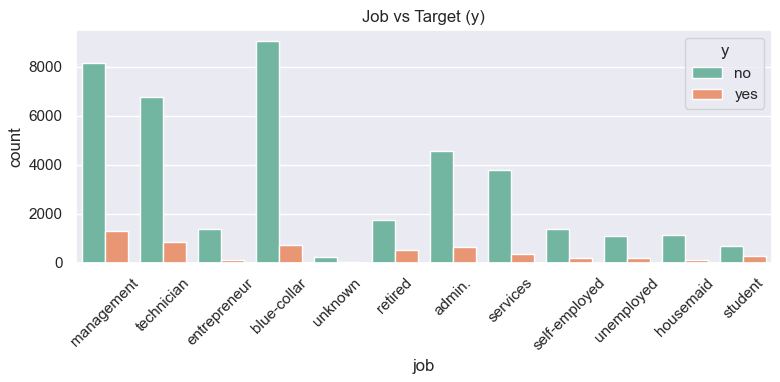 Job vs Target (y)
count
8000
6000
4000
2000
0
y
no
yes
management
technician
entrepreneur
blue-collar
unknown
retired
admin.
services
self-employed
unemployed
housemaid
student
job